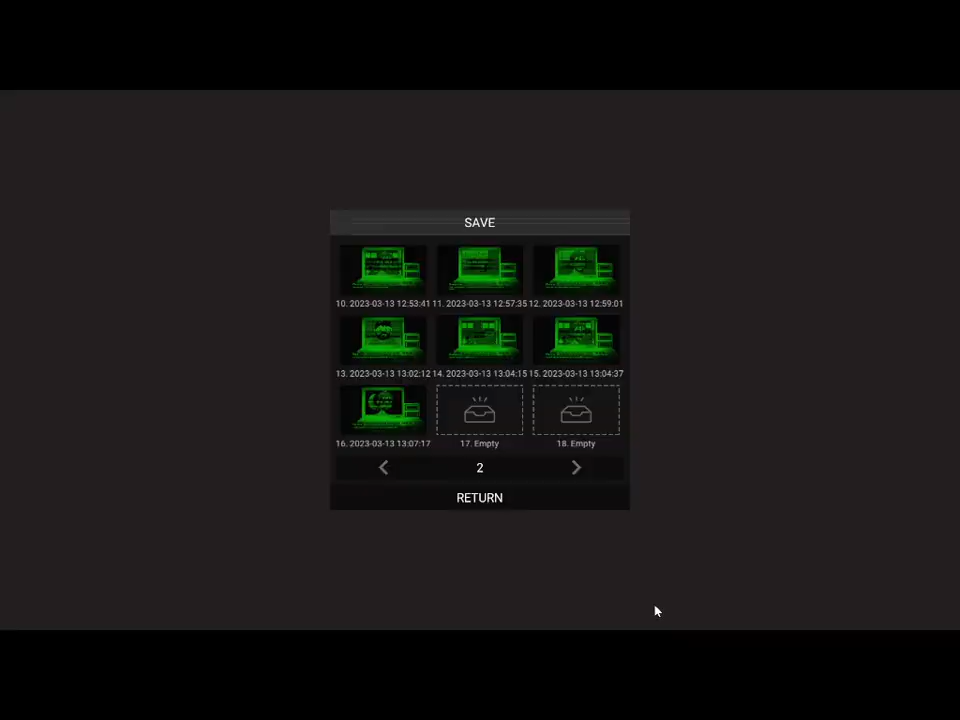 SAVE
10. 2023-03-13 12:53:41 11. 2023-03-13 12:57:35 12. 2023-03-13 12:59:01
13. 2023-03-13 13:02:12 14. 2023-03-13 13:04:15 15. 2023-03-13 13:04:37
16. 2023-03-13 13:07:17 17. Empty 18. Empty
2
RETURN